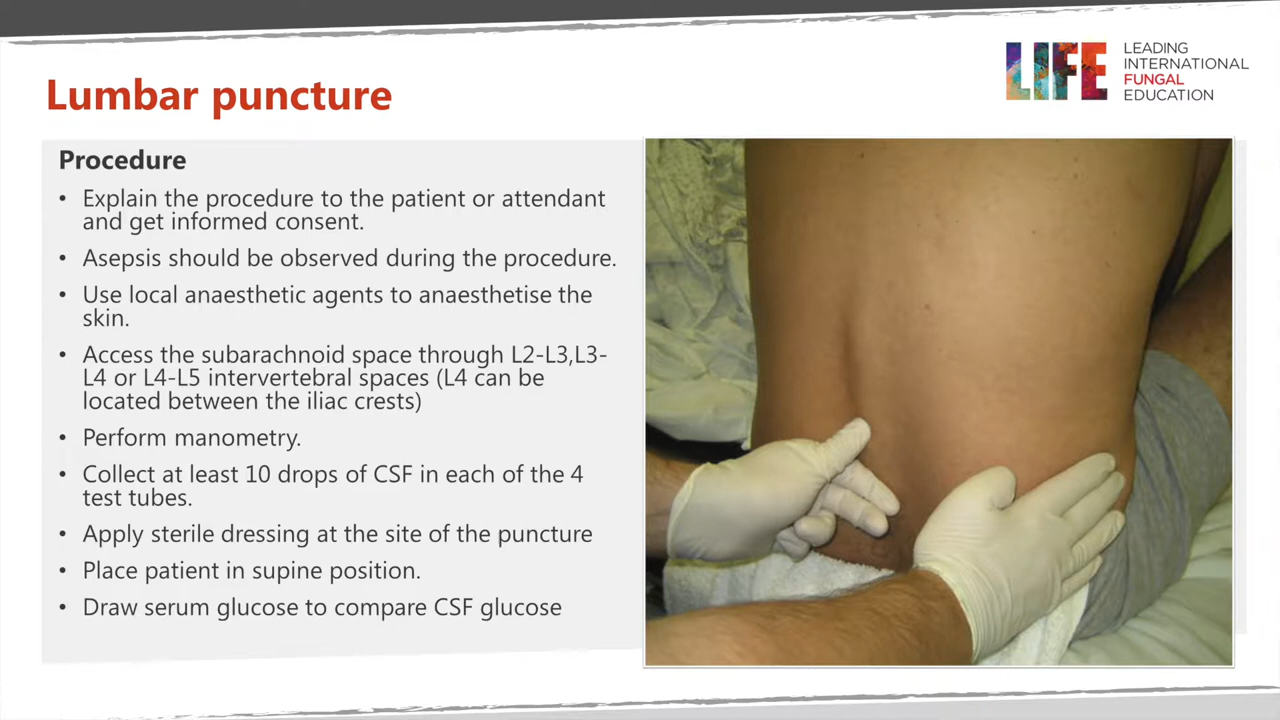 Lumbar puncture
LIFE
LEADING
INTERNATIONAL
FUNGAL
EDUCATION
Procedure
• Explain the procedure to the patient or attendant
and get informed consent.
• Asepsis should be observed during the procedure.
• Use local anaesthetic agents to anaesthetise the
skin.
• Access the subarachnoid space through L2-L3,L3-
L4 or L4-L5 intervertebral spaces (L4 can be
located between the iliac crests)
• Perform manometry.
• Collect at least 10 drops of CSF in each of the 4
test tubes.
• Apply sterile dressing at the site of the puncture
• Place patient in supine position.
• Draw serum glucose to compare CSF glucose